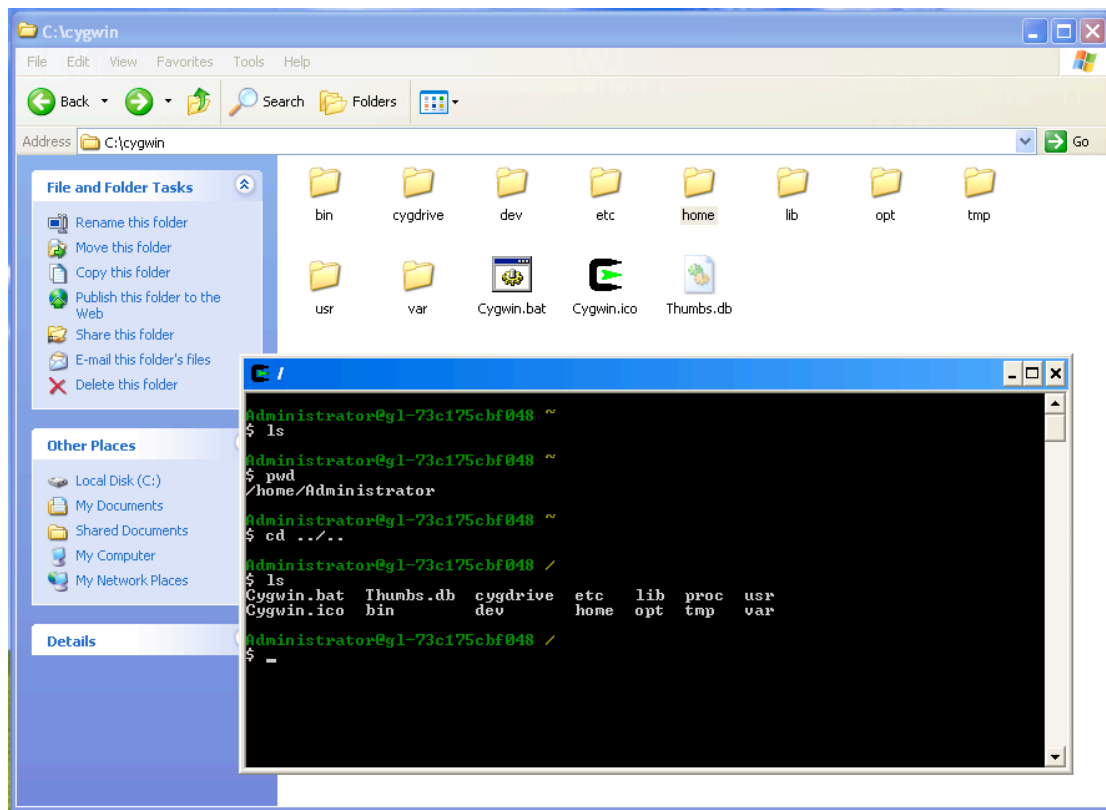 C:\cygwin
File Edit View Favorites Tools Help
Back Search Folders
Address C:\cygwin Go
File and Folder Tasks
Rename this folder
Move this folder
Copy this folder
Publish this folder to the
Web
Share this folder
E-mail this folder's files
Delete this folder
Other Places
Local Disk (C:)
My Documents
Shared Documents
My Computer
My Network Places
Details
bin cygdrive dev etc home lib opt tmp
usr var Cygwin.bat Cygwin.ico Thumbs.db
/
Administrator@gl-73c175cbf048 ~
$ ls
Administrator@gl-73c175cbf048 ~
$ pwd
/home/Administrator
Administrator@gl-73c175cbf048 ~
$ cd ../..
Administrator@gl-73c175cbf048 /
$ ls
Cygwin.bat Thumbs.db cygdrive etc lib proc usr
Cygwin.ico bin dev home opt tmp var
Administrator@gl-73c175cbf048 /
$ _